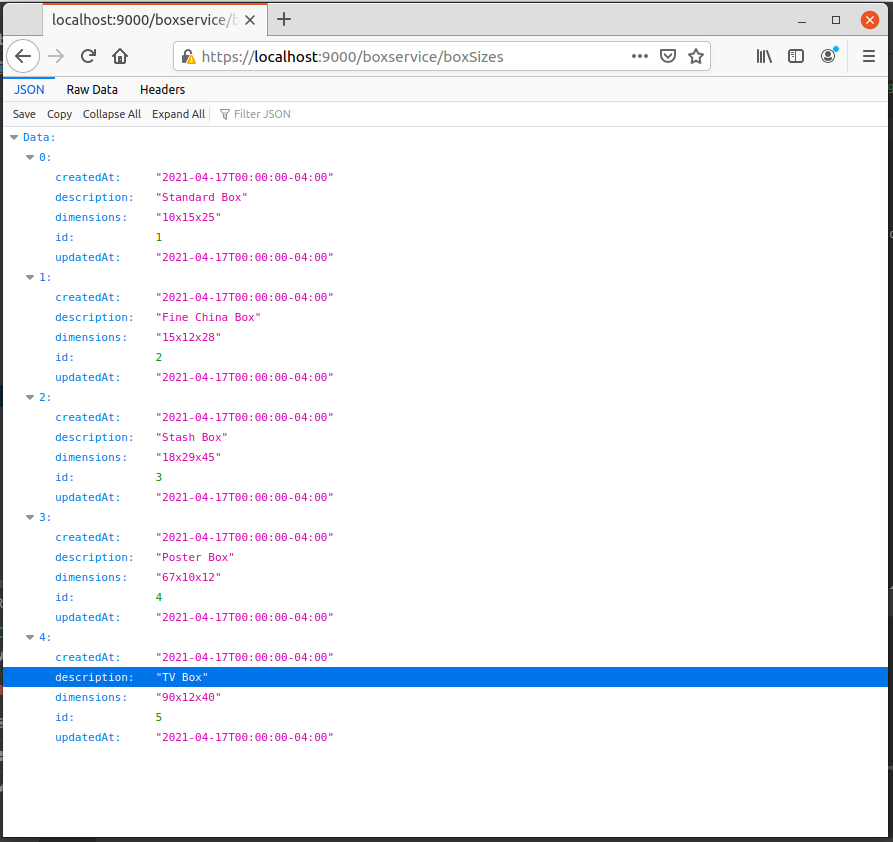 localhost:9000/boxservice/b
https://localhost:9000/boxservice/boxSizes
JSON Raw Data Headers
Save Copy Collapse All Expand All Filter JSON
Data:
0:
createdAt: "2021-04-17T00:00:00-04:00"
description: "Standard Box"
dimensions: "10x15x25"
id: 1
updatedAt: "2021-04-17T00:00:00-04:00"
1:
createdAt: "2021-04-17T00:00:00-04:00"
description: "Fine China Box"
dimensions: "15x12x28"
id: 2
updatedAt: "2021-04-17T00:00:00-04:00"
2:
createdAt: "2021-04-17T00:00:00-04:00"
description: "Stash Box"
dimensions: "18x29x45"
id: 3
updatedAt: "2021-04-17T00:00:00-04:00"
3:
createdAt: "2021-04-17T00:00:00-04:00"
description: "Poster Box"
dimensions: "67x10x12"
id: 4
updatedAt: "2021-04-17T00:00:00-04:00"
4:
createdAt: "2021-04-17T00:00:00-04:00"
description: "TV Box"
dimensions: "90x12x40"
id: 5
updatedAt: "2021-04-17T00:00:00-04:00"